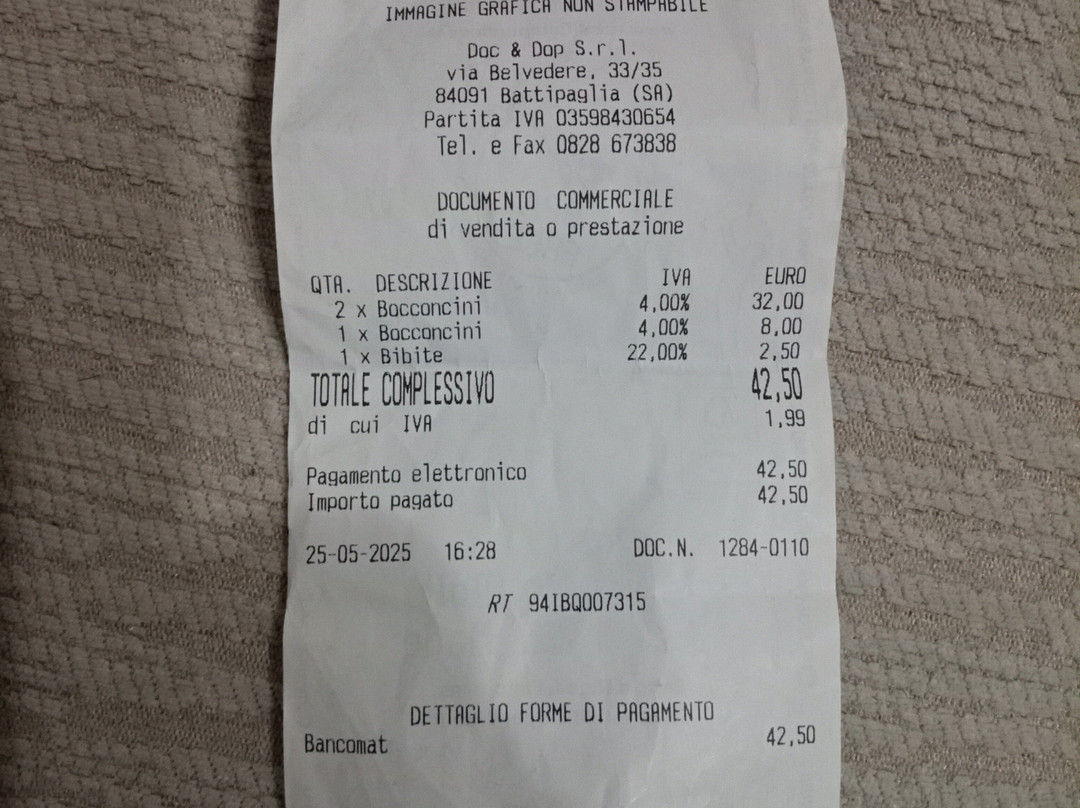 IMMAGINE GRAFICA NON STAMPABILE
Doc & Dop S.r.l.
via Belvedere, 33/35
84091 Battipaglia (SA)
Partita IVA 03598430654
Tel. e Fax 0828 673838
DOCUMENTO COMMERCIALE
di vendita o prestazione
QTA. DESCRIZIONE IVA EURO
2 x Bocconcini 4,00% 32,00
1 x Bocconcini 4,00% 8,00
1 x Bibite 22,00% 2,50
TOTALE COMPLESSIVO 42,50
di cui IVA 1,99
Pagamento elettronico 42,50
Importo pagato 42,50
25-05-2025 16:28 DOC.N. 1284-0110
RT 94IBQ007315
DETTAGLIO FORME DI PAGAMENTO
Bancomat 42,50